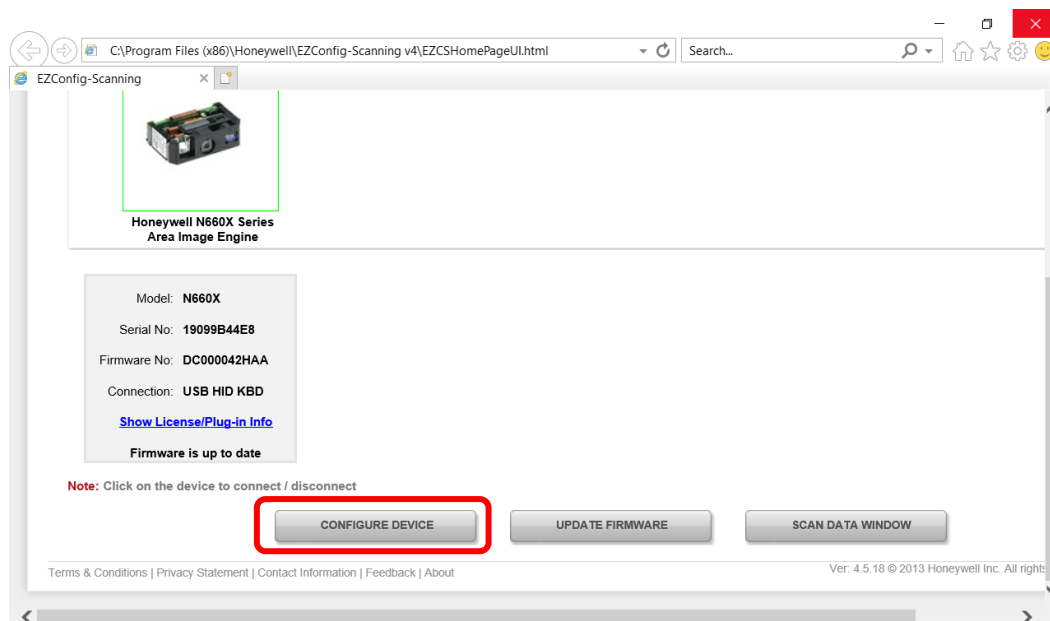 C:\Program Files (x86)\Honeywell\EZConfig-Scanning v4\EZCSHomePageUI.html
Search...
EZConfig-Scanning
Honeywell N660X Series
Area Image Engine
Model: N660X
Serial No: 19099B44E8
Firmware No: DC000042HAA
Connection: USB HID KBD
Show License/Plug-in Info
Firmware is up to date
Note: Click on the device to connect / disconnect
CONFIGURE DEVICE
UPDATE FIRMWARE
SCAN DATA WINDOW
Terms & Conditions | Privacy Statement | Contact Information | Feedback | About
Ver: 4.5.18 © 2013 Honeywell Inc. All rights